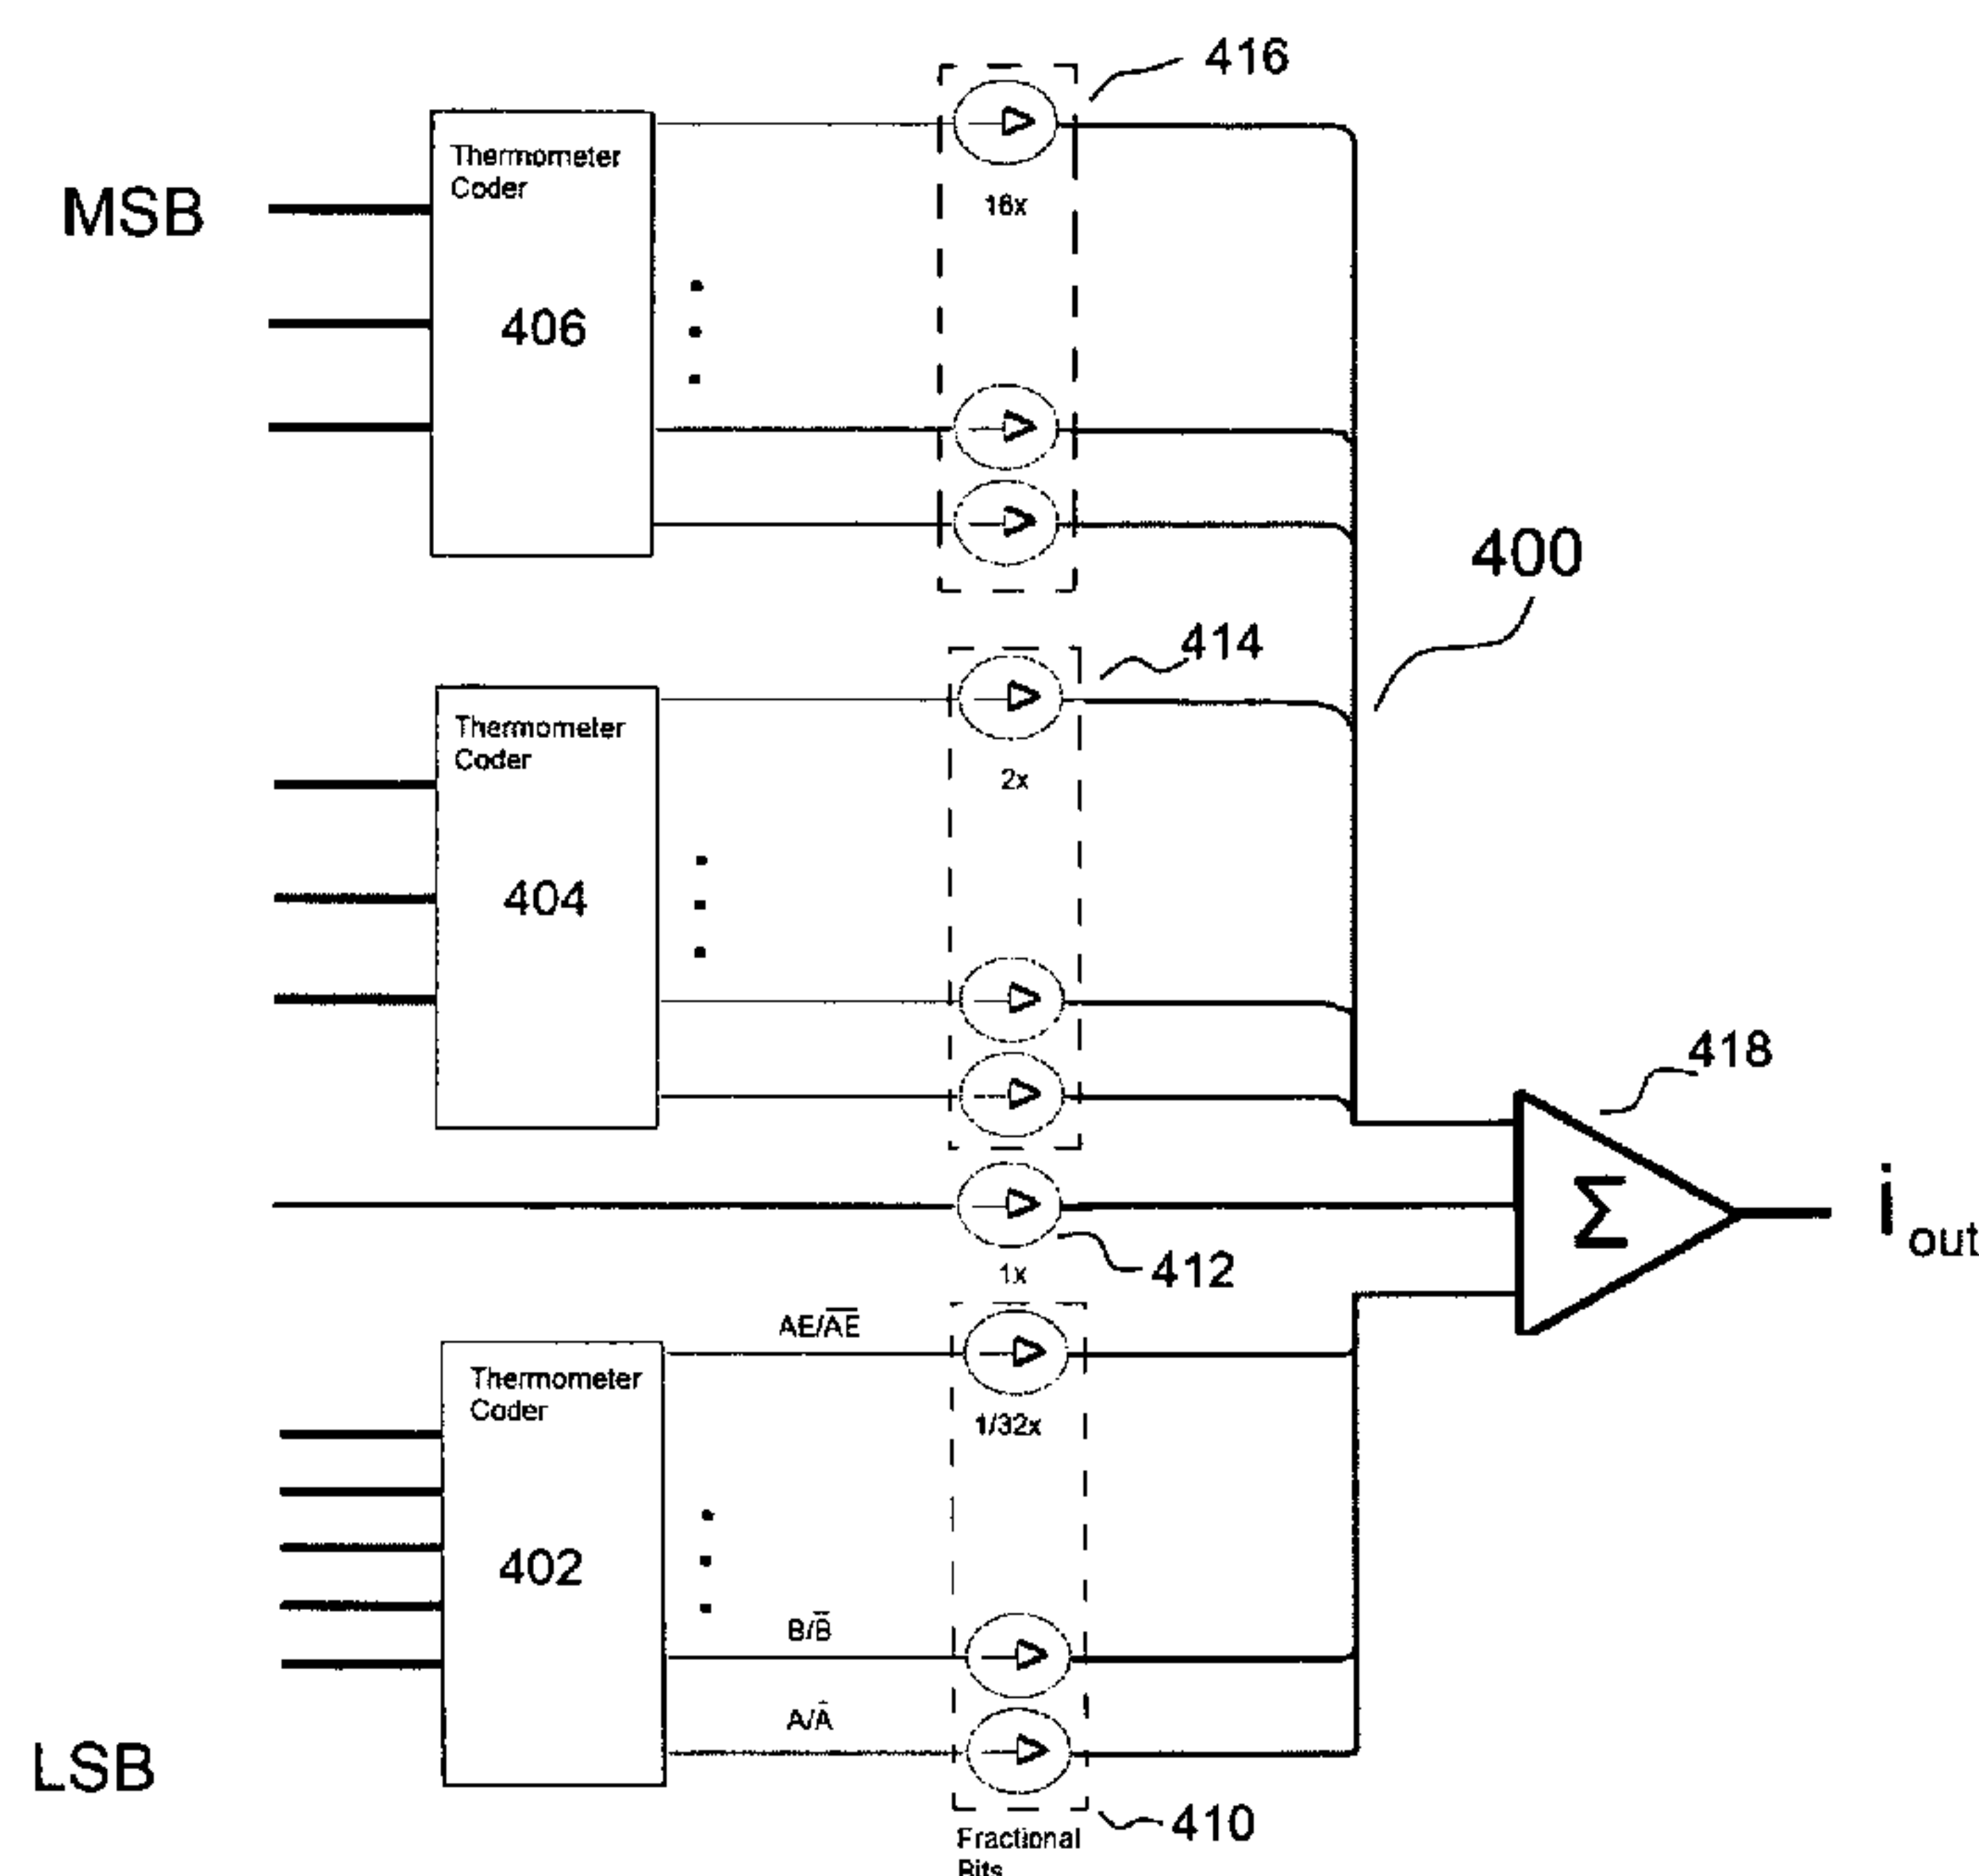 416
Thermometer
Coder
MSB
16x
406
400
414
Thermometer
Coder
2x
404
418
Σ
i out
412
1x
AE/A̅E̅
Thermometer
Coder
1/32x
402
B/B̅
A/A̅
LSB
410
Fractional
Bits